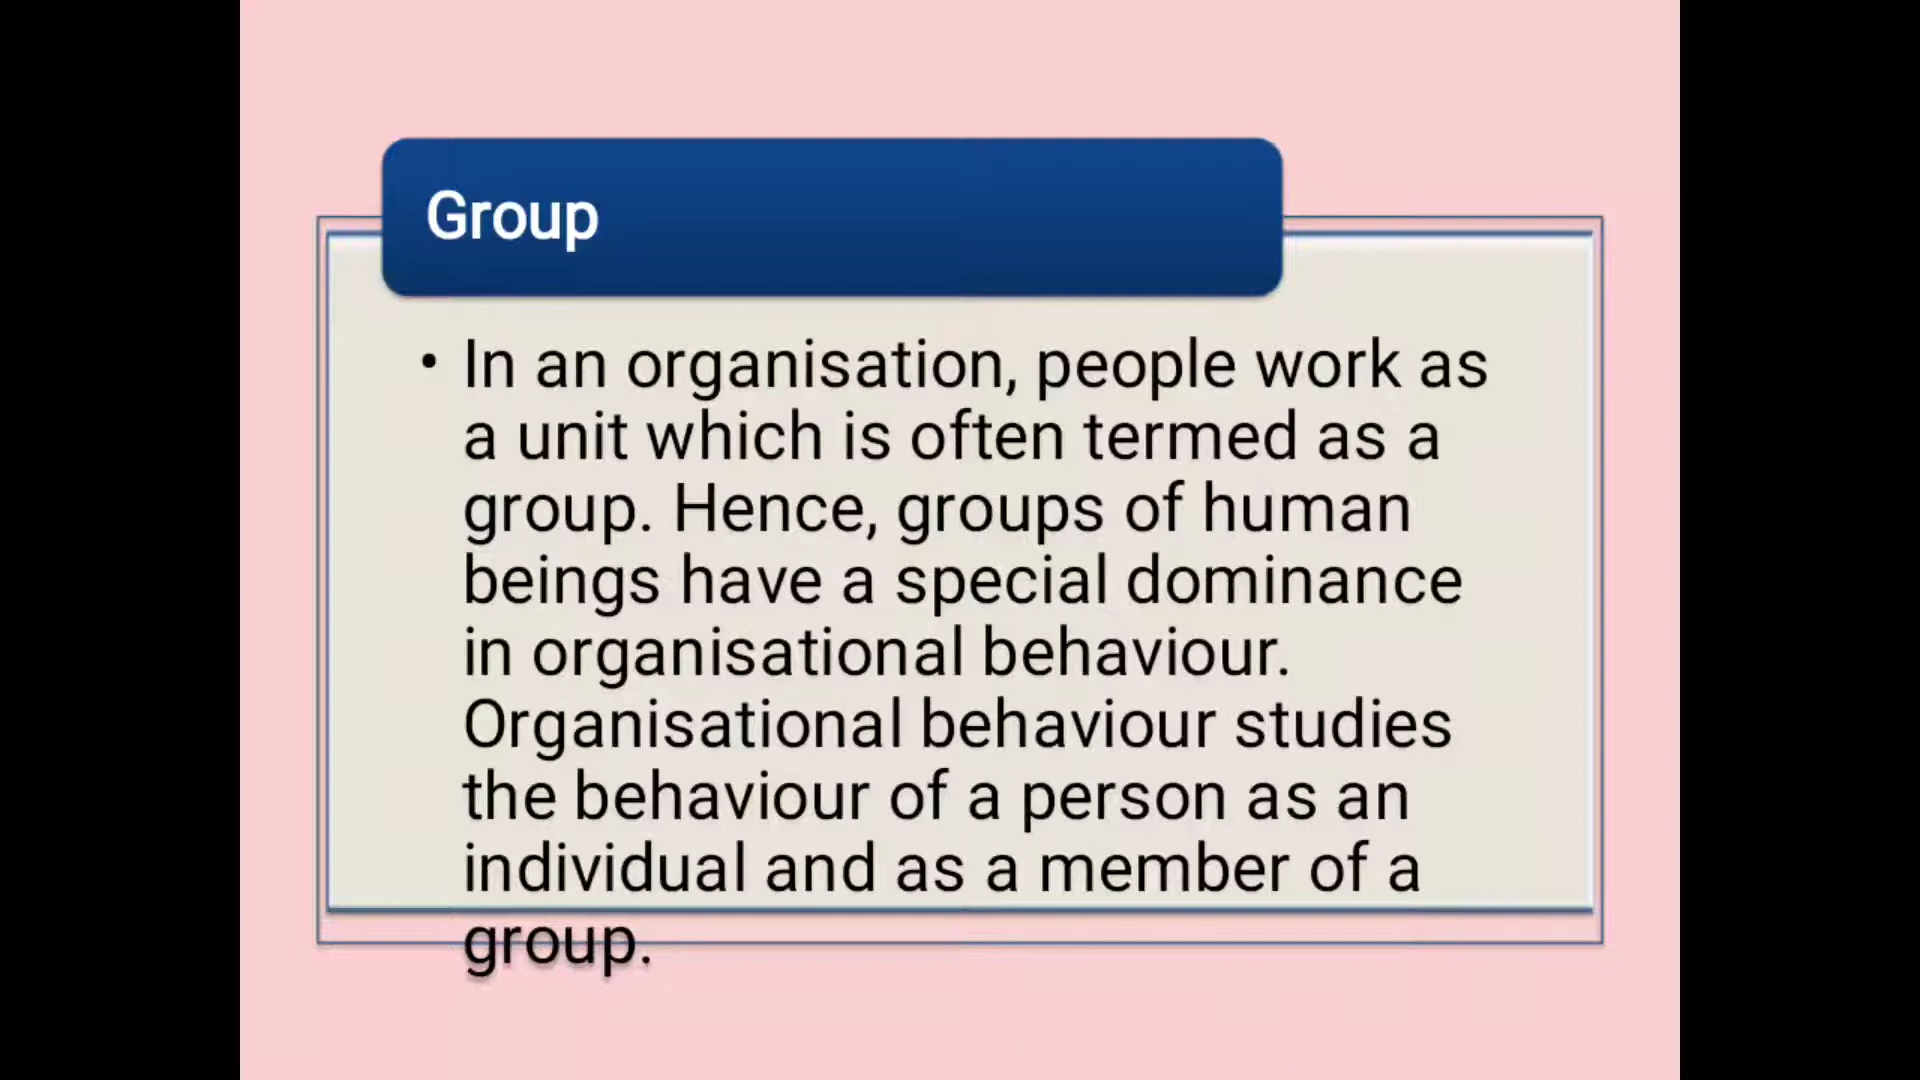 Group
• In an organisation, people work as
a unit which is often termed as a
group. Hence, groups of human
beings have a special dominance
in organisational behaviour.
Organisational behaviour studies
the behaviour of a person as an
individual and as a member of a
group.